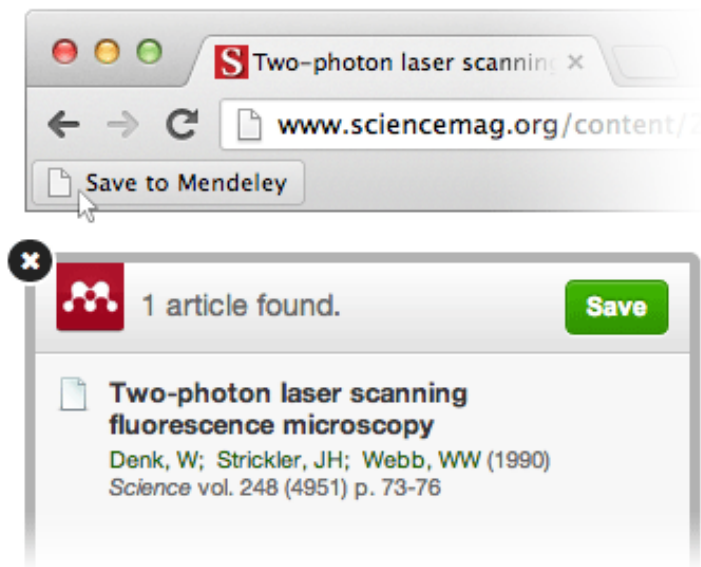 S Two-photon laser scanning
www.sciencemag.org/content/2
Save to Mendeley
1 article found.
Save
Two-photon laser scanning
fluorescence microscopy
Denk, W; Strickler, JH; Webb, WW (1990)
Science vol. 248 (4951) p. 73-76